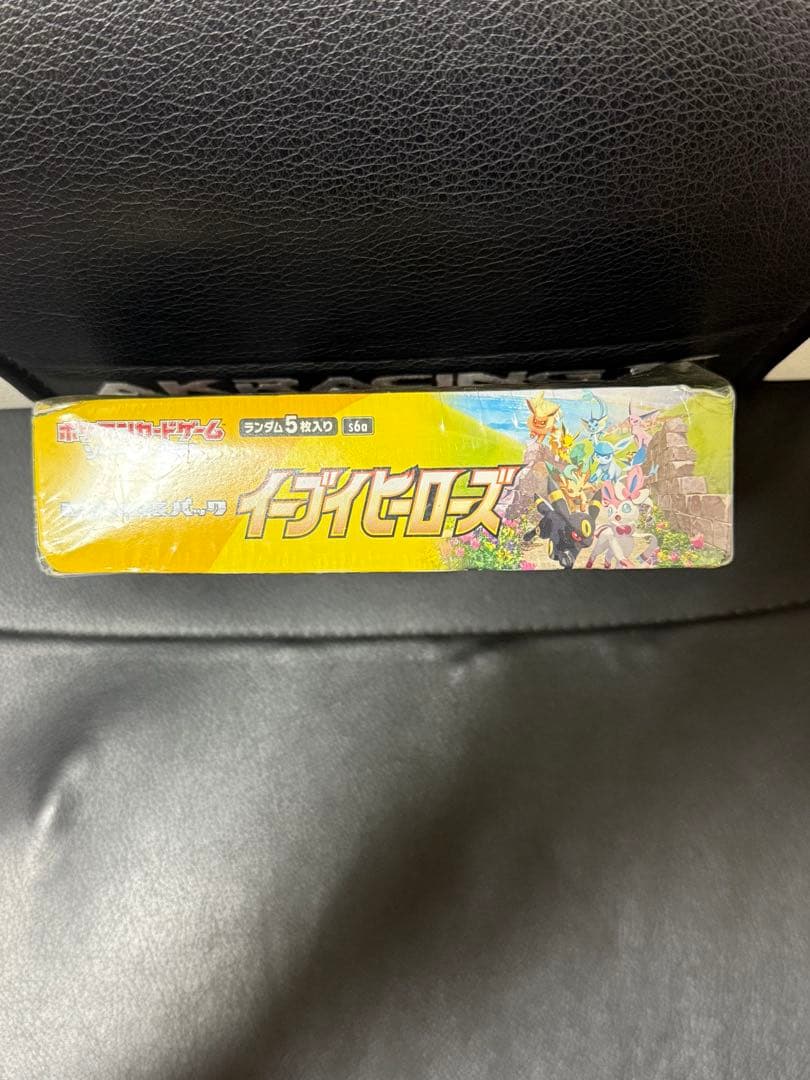 AKRACING
ポケモンカードゲーム
ランダム5枚入り s6a
パック
イーブイヒーローズ